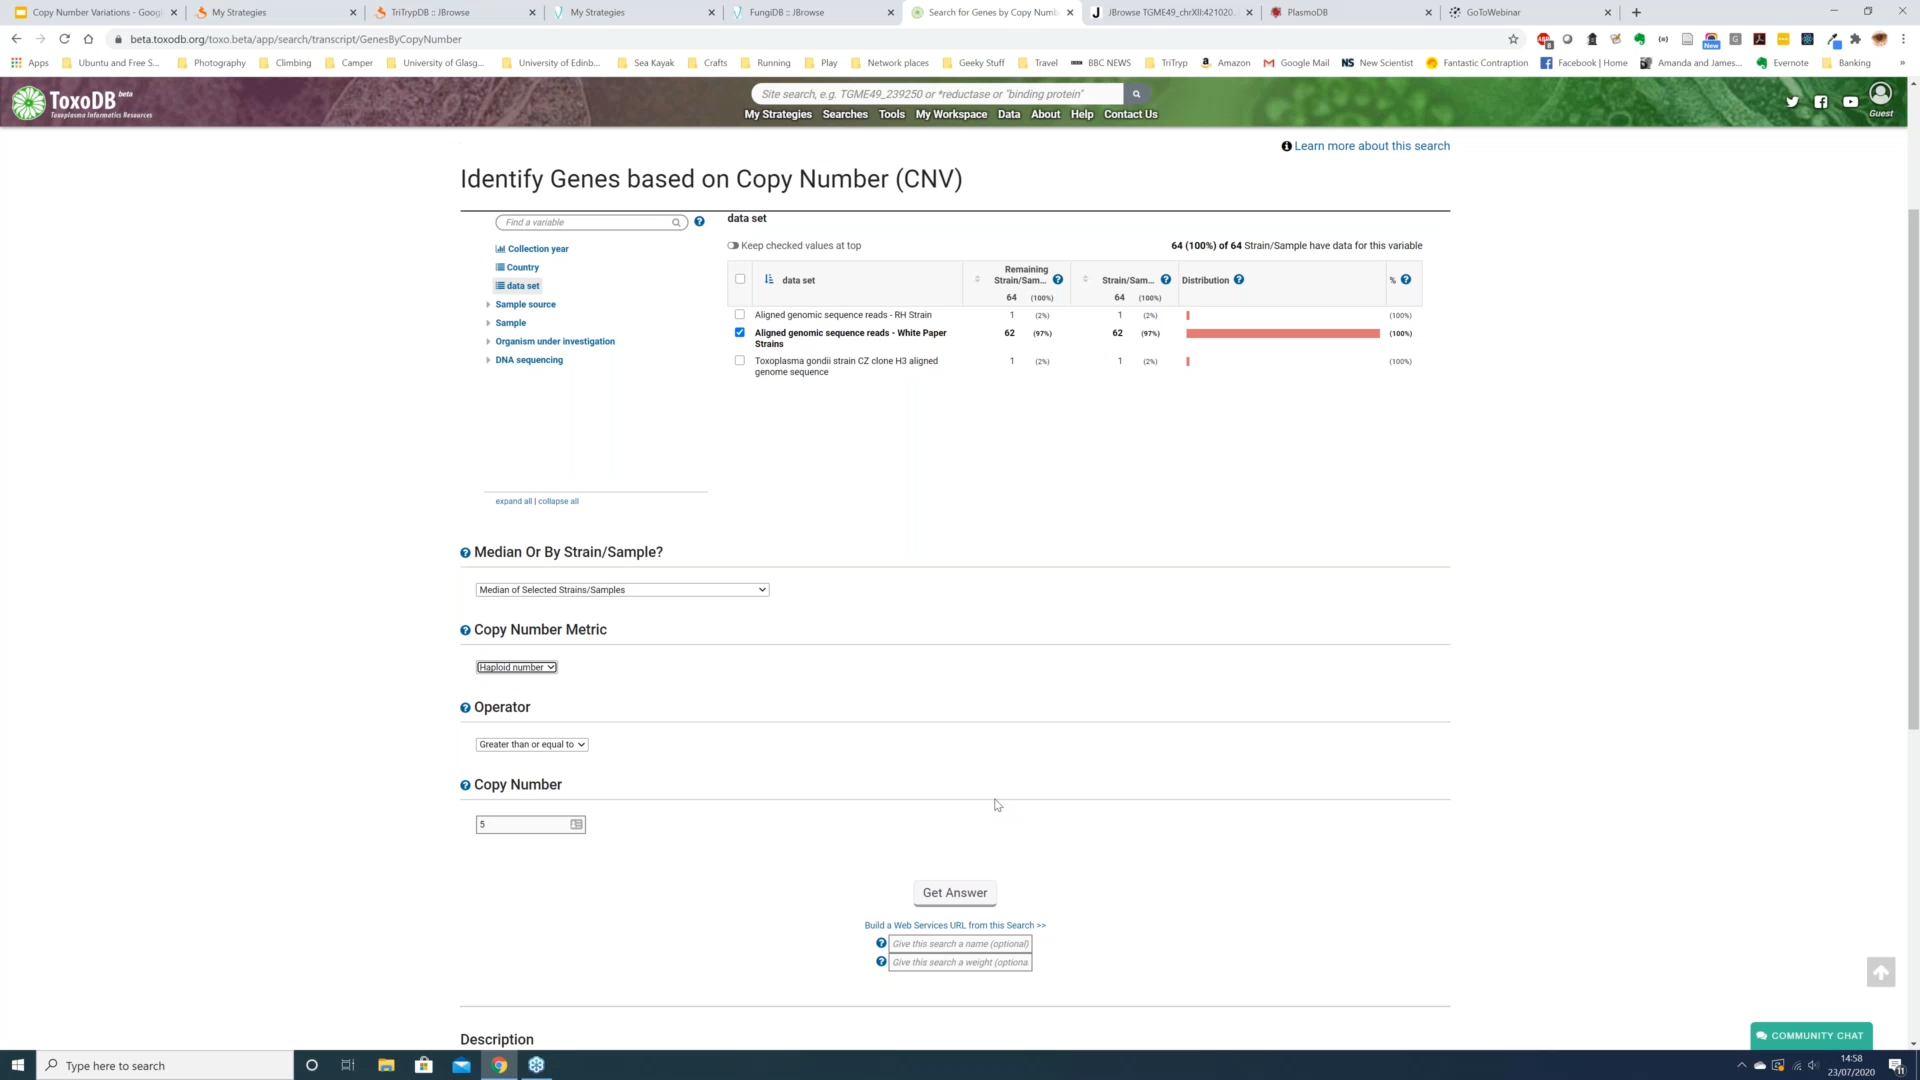 Copy Number Variations - Googl
My Strategies
TriTrypDB :: JBrowse
My Strategies
FungiDB :: JBrowse
Search for Genes by Copy Numb
JBrowse TGME49_chrXII:421020.
PlasmoDB
GoToWebinar
beta.toxodb.org/toxo.beta/app/search/transcript/GenesByCopyNumber
Apps
Ubuntu and Free S...
Photography
Climbing
Camper
University of Glasg...
University of Edinb...
Sea Kayak
Crafts
Running
Play
Network places
Geeky Stuff
Travel
BBC NEWS
TriTryp
Amazon
Google Mail
NS New Scientist
Fantastic Contraption
Facebook | Home
Amanda and James...
Evernote
Banking
»
ToxoDB beta
Toxoplasma Informatics Resources
Site search, e.g. TGME49_239250 or *reductase or "binding protein"
My Strategies Searches Tools My Workspace Data About Help Contact Us
Guest
Learn more about this search
Identify Genes based on Copy Number (CNV)
Find a variable
data set
Collection year
Country
data set
Sample source
Sample
Organism under investigation
DNA sequencing
expand all | collapse all
Keep checked values at top
64 (100%) of 64 Strain/Sample have data for this variable
data set
Remaining Strain/Sam...
Strain/Sam...
Distribution
%
64 (100%)
64 (100%)
Aligned genomic sequence reads - RH Strain 1 (2%) 1 (2%) (100%)
Aligned genomic sequence reads - White Paper 62 (97%) 62 (97%) (100%)
Strains
Toxoplasma gondii strain CZ clone H3 aligned 1 (2%) 1 (2%) (100%)
genome sequence
Median Or By Strain/Sample?
Median of Selected Strains/Samples
Copy Number Metric
Haploid number
Operator
Greater than or equal to
Copy Number
5
Get Answer
Build a Web Services URL from this Search >>
Give this search a name (optional)
Give this search a weight (optiona
Description
COMMUNITY CHAT
Type here to search
14:58
23/07/2020